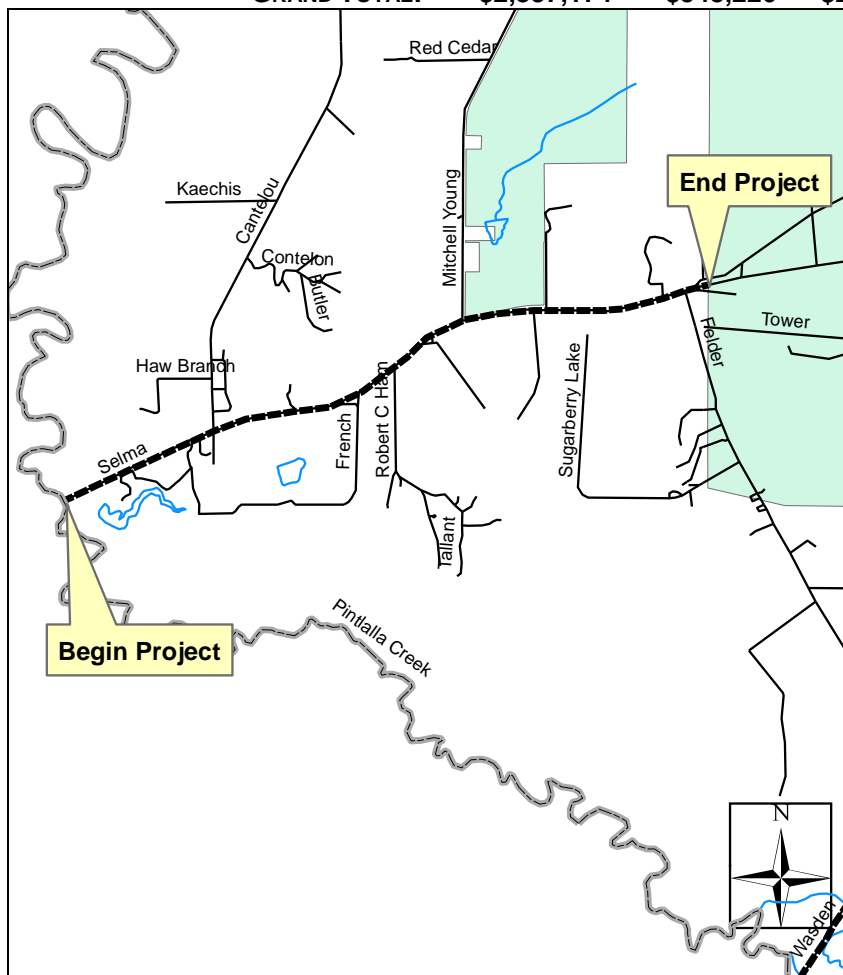 Red Cedar
Kaechis
Cantelou
Mitchell Young
End Project
Contelon
Butler
Fielder
Tower
Haw Branch
Robert C Ham
Sugarberry Lake
French
Selma
Tallant
Pintlalla Creek
Begin Project
N
Wasden